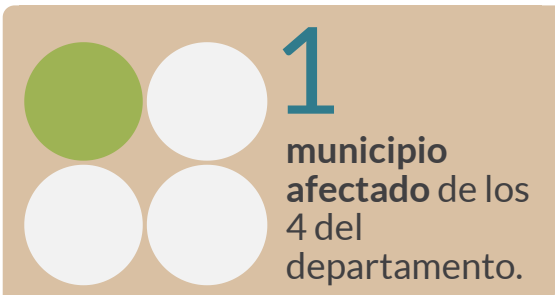 1
municipio
afectado de los
4 del
departamento.